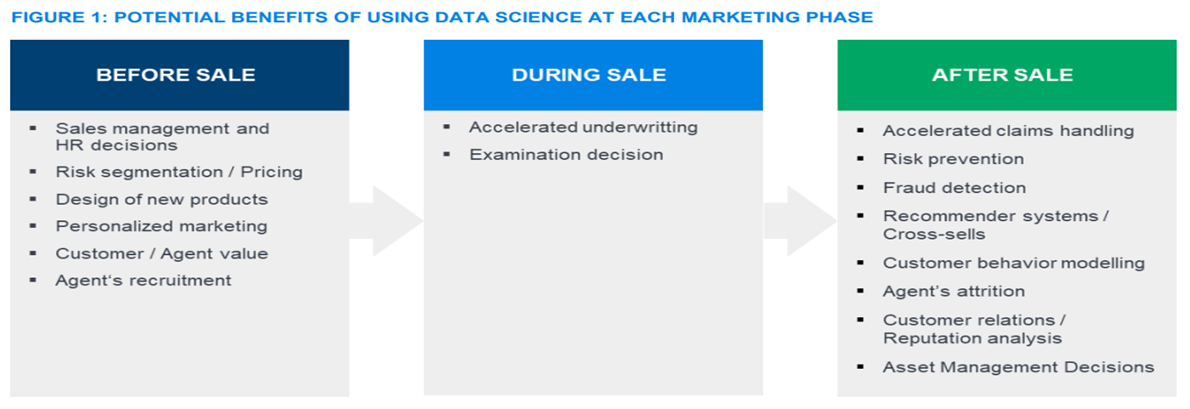 FIGURE 1: POTENTIAL BENEFITS OF USING DATA SCIENCE AT EACH MARKETING PHASE
BEFORE SALE
▪ Sales management and
HR decisions
▪ Risk segmentation / Pricing
▪ Design of new products
▪ Personalized marketing
▪ Customer / Agent value
▪ Agent‘s recruitment
DURING SALE
▪ Accelerated underwritting
▪ Examination decision
AFTER SALE
▪ Accelerated claims handling
▪ Risk prevention
▪ Fraud detection
▪ Recommender systems /
Cross-sells
▪ Customer behavior modelling
▪ Agent’s attrition
▪ Customer relations /
Reputation analysis
▪ Asset Management Decisions